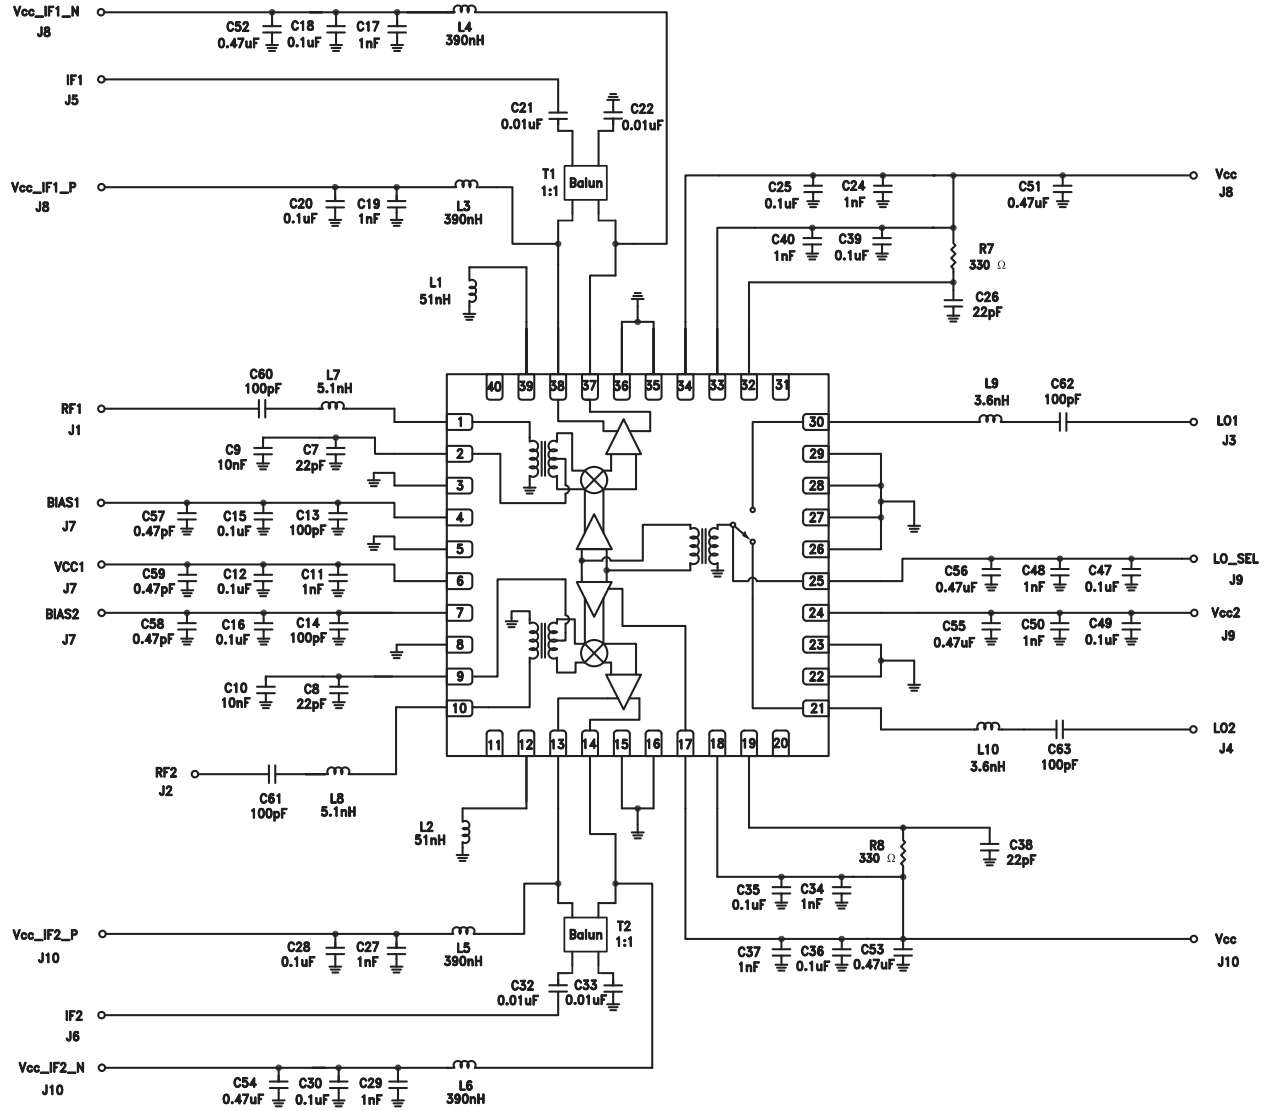 Vcc_IF1_N
J8
C52
0.47uF
C18
0.1uF
C17
1nF
L4
390nH
IF1
J5
C21
0.01uF
C22
0.01uF
T1
1:1
Balun
Vcc_IF1_P
J8
C20
0.1uF
C19
1nF
L3
390nH
L1
51nH
Vcc
J8
C25
0.1uF
C24
1nF
C51
0.47uF
C40
1nF
C39
0.1uF
R7
330 Ω
C26
22pF
40
39
38
37
36
35
34
33
32
31
RF1
J1
C60
100pF
L7
5.1nH
C9
10nF
C7
22pF
BIAS1
J7
C57
0.47pF
C15
0.1uF
C13
100pF
VCC1
J7
C59
0.47pF
C12
0.1uF
C11
1nF
BIAS2
J7
C58
0.47pF
C16
0.1uF
C14
100pF
C10
10nF
C8
22pF
RF2
J2
C61
100pF
L8
5.1nH
1
2
3
4
5
6
7
8
9
10
30
29
28
27
26
25
24
23
22
21
L9
3.6nH
C62
100pF
LO1
J3
LO_SEL
J9
C56
0.47uF
C48
1nF
C47
0.1uF
Vcc2
J9
C55
0.47uF
C50
1nF
C49
0.1uF
LO2
J4
L10
3.6nH
C63
100pF
11
12
13
14
15
16
17
18
19
20
L2
51nH
R8
330 Ω
C38
22pF
C35
0.1uF
C34
1nF
Vcc
J10
C37
1nF
C36
0.1uF
C53
0.47uF
Vcc_IF2_P
J10
C28
0.1uF
C27
1nF
L5
390nH
T2
1:1
Balun
C32
0.01uF
C33
0.01uF
IF2
J6
Vcc_IF2_N
J10
C54
0.47uF
C30
0.1uF
C29
1nF
L6
390nH